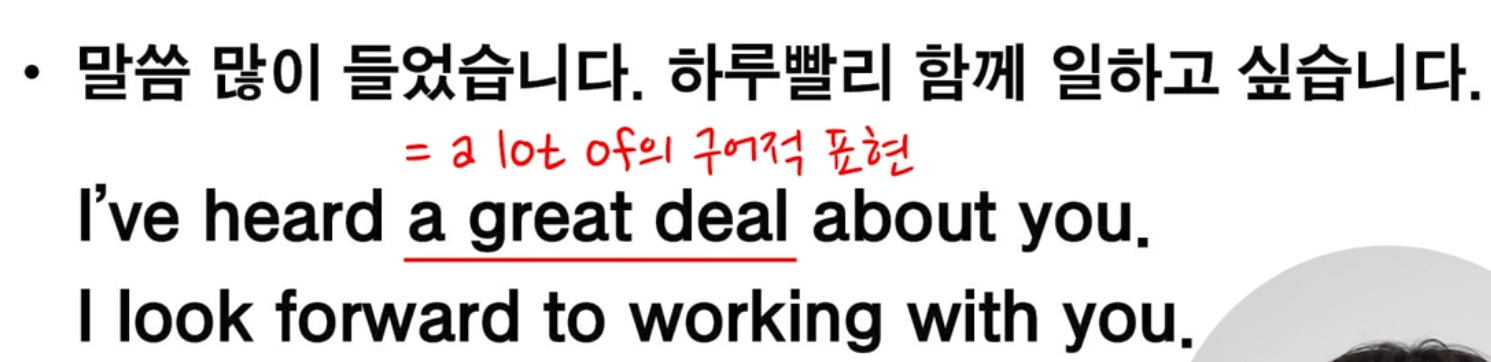 • 말씀 많이 들었습니다. 하루빨리 함께 일하고 싶습니다.
= a lot of의 구어적 표현
I’ve heard a great deal about you.
I look forward to working with you.